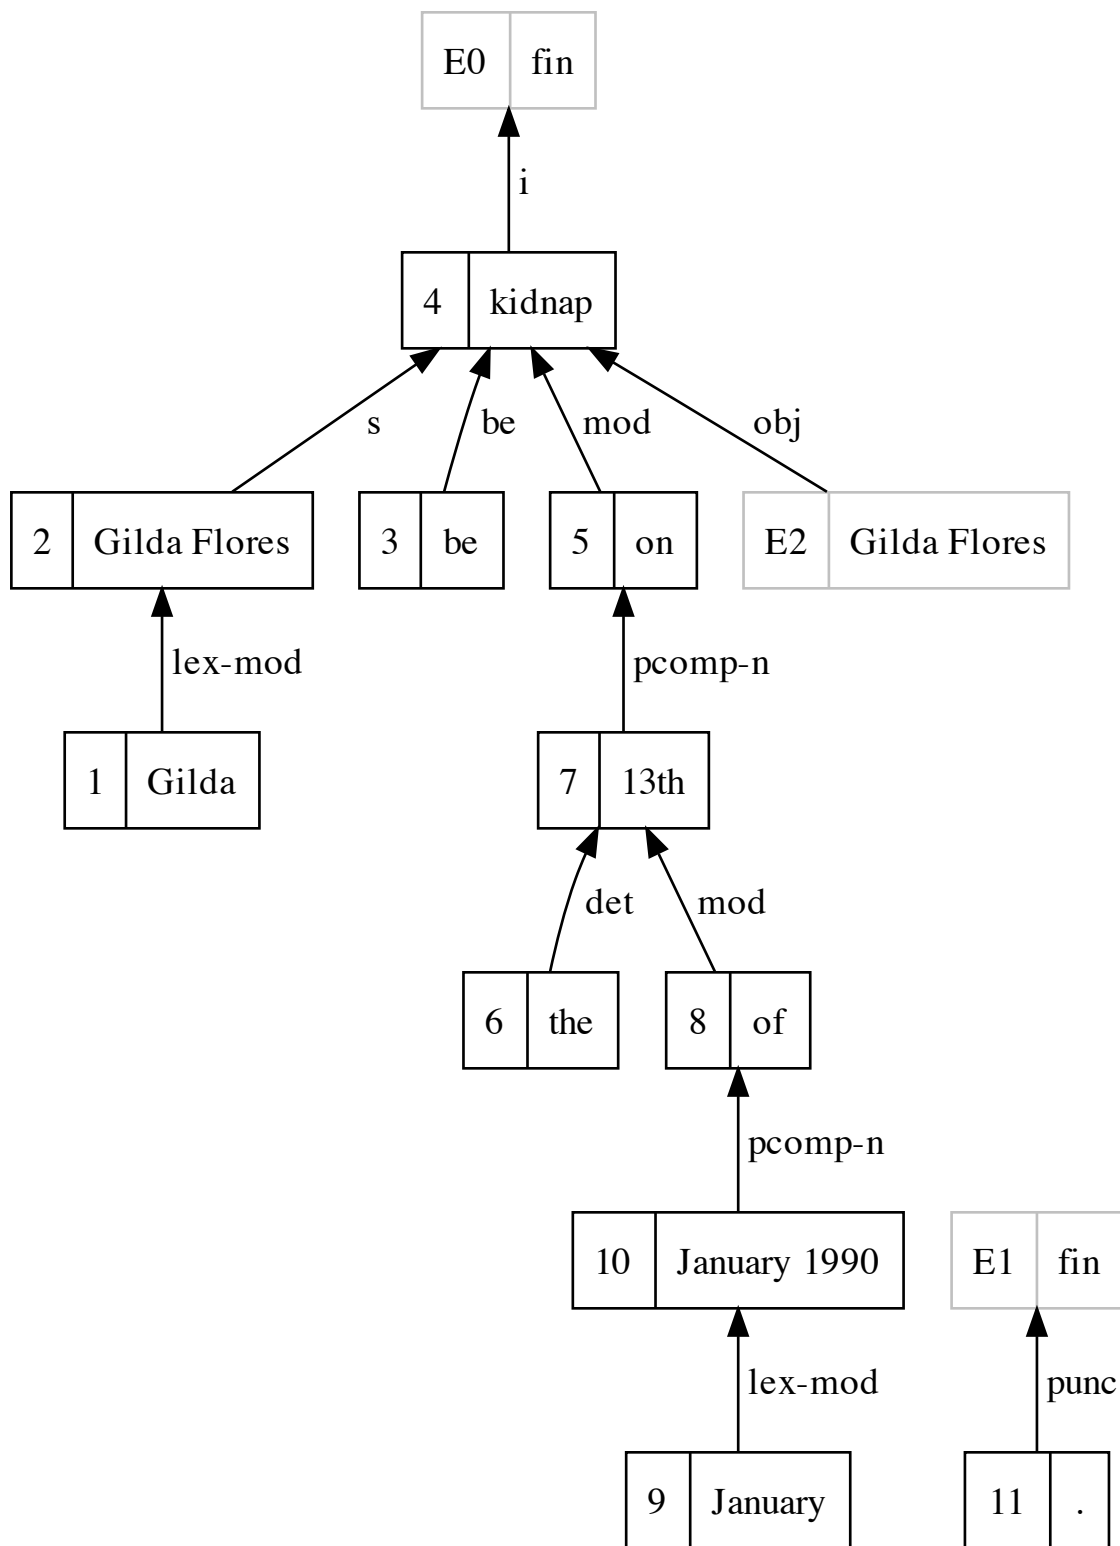 E0 fin
i
4 kidnap
s be mod obj
2 Gilda Flores 3 be 5 on E2 Gilda Flores
lex-mod pcomp-n
1 Gilda 7 13th
det mod
6 the 8 of
pcomp-n
10 January 1990 E1 fin
lex-mod punc
9 January 11 .